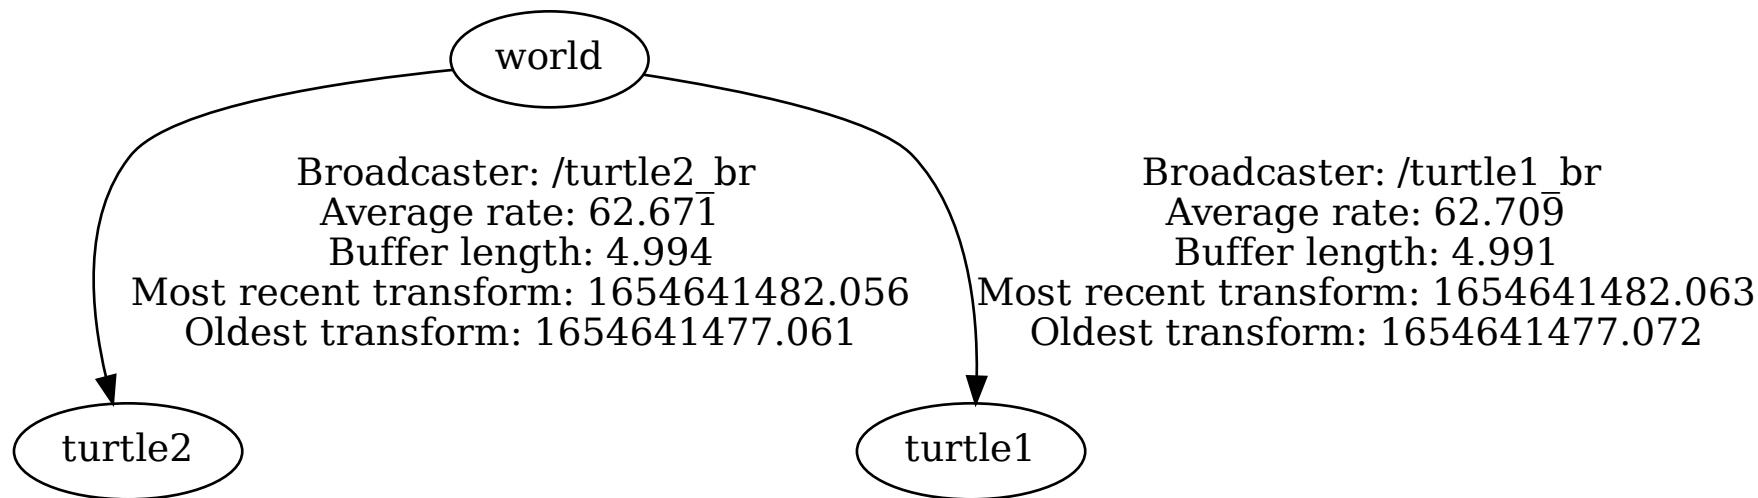 world
Broadcaster: /turtle2_br
Average rate: 62.671
Buffer length: 4.994
Most recent transform: 1654641482.056
Oldest transform: 1654641477.061
Broadcaster: /turtle1_br
Average rate: 62.709
Buffer length: 4.991
Most recent transform: 1654641482.063
Oldest transform: 1654641477.072
turtle2
turtle1